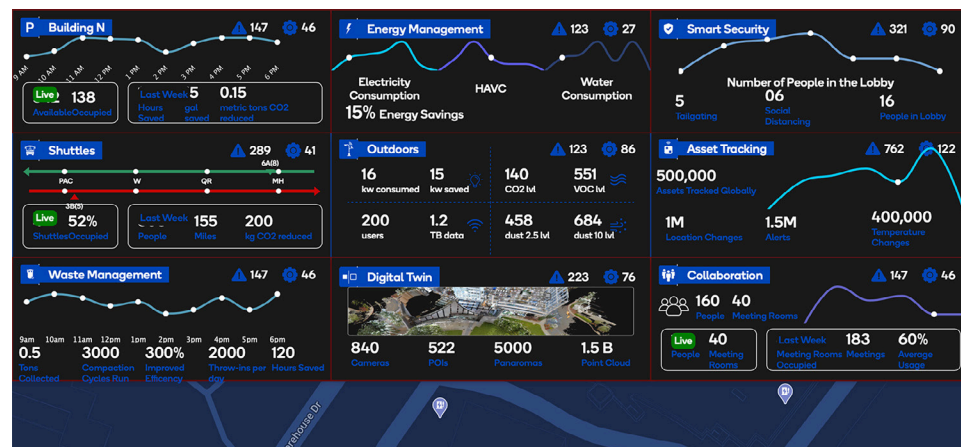 P Building N 147 46
9 AM 10 AM 11 AM 12 PM 1 PM 2 PM 3 PM 4 PM 5 PM 6 PM
Live 138
Available Occupied
Last Week 5 0.15
Hours Saved
gal saved
metric tons CO2 reduced
Energy Management 123 27
Electricity Consumption
HAVC
Water Consumption
15% Energy Savings
Smart Security 321 90
Number of People in the Lobby
5 06 16
Tailgating
Social Distancing
People in Lobby
Shuttles 289 41
6A(8)
PAC W QR MH
3B(5)
Live 52%
Shuttles Occupied
Last Week 155 200
People Miles kg CO2 reduced
Outdoors 123 86
16 15 140 551
kw consumed kw saved CO2 lvl VOC lvl
200 1.2 458 684
users TB data dust 2.5 lvl dust 10 lvl
Asset Tracking 762 122
500,000
Assets Tracked Globally
1M 1.5M 400,000
Location Changes
Alerts
Temperature Changes
Waste Management 147 46
9am 10am 11am 12pm 1pm 2pm 3pm 4pm 5pm 6pm
0.5 3000 300% 2000 120
Tons Collected
Compaction Cycles Run
Improved Efficency
Throw-ins per day
Hours Saved
Digital Twin 223 76
840 522 5000 1.5 B
Cameras POIs Panaromas Point Cloud
Collaboration 147 46
160 40
People Meeting Rooms
Live 40
People Meeting Rooms
Last Week 183 60%
Meeting Rooms Occupied
Meetings
Average Usage